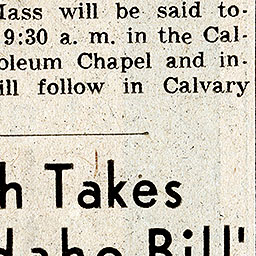 Mass will be said to-
9:30 a. m. in the Cal-
oleum Chapel and in-
ill follow in Calvary
h Takes
daho Bill'